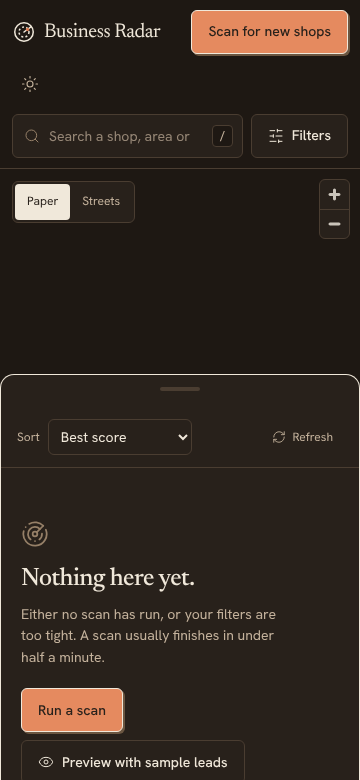 Business Radar
Scan for new shops
Search a shop, area or
/
Filters
Paper
Streets
Sort
Best score
Refresh
Nothing here yet.
Either no scan has run, or your filters are
too tight. A scan usually finishes in under
half a minute.
Run a scan
Preview with sample leads